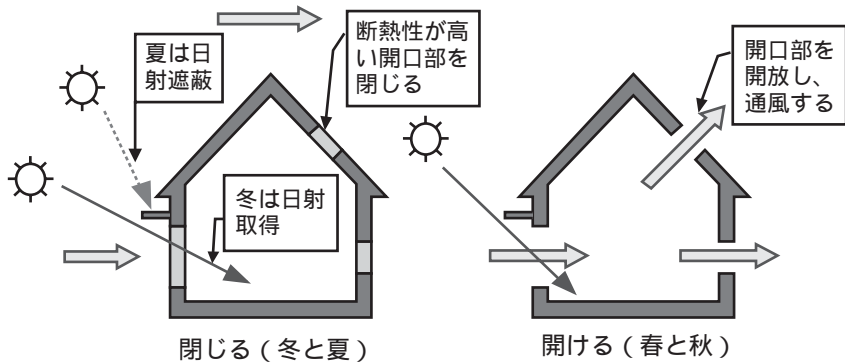 夏は日
射遮蔽
断熱性が高
い開口部を
閉じる
冬は日射
取得
閉じる（冬と夏）
開口部を
開放し、
通風する
開ける（春と秋）